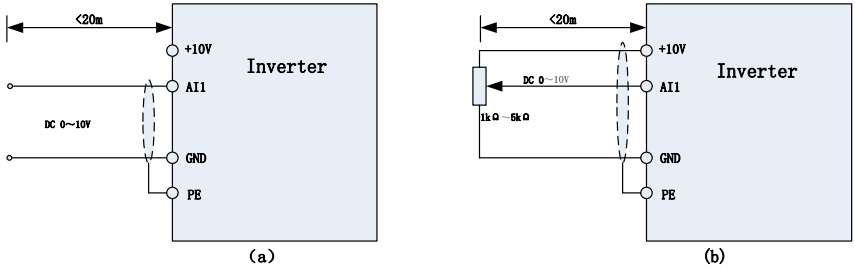 <20m
+10V
Inverter
AI1
DC 0～10V
GND
PE
(a)
<20m
+10V
Inverter
DC 0～10V
AI1
1kΩ～5kΩ
GND
PE
(b)